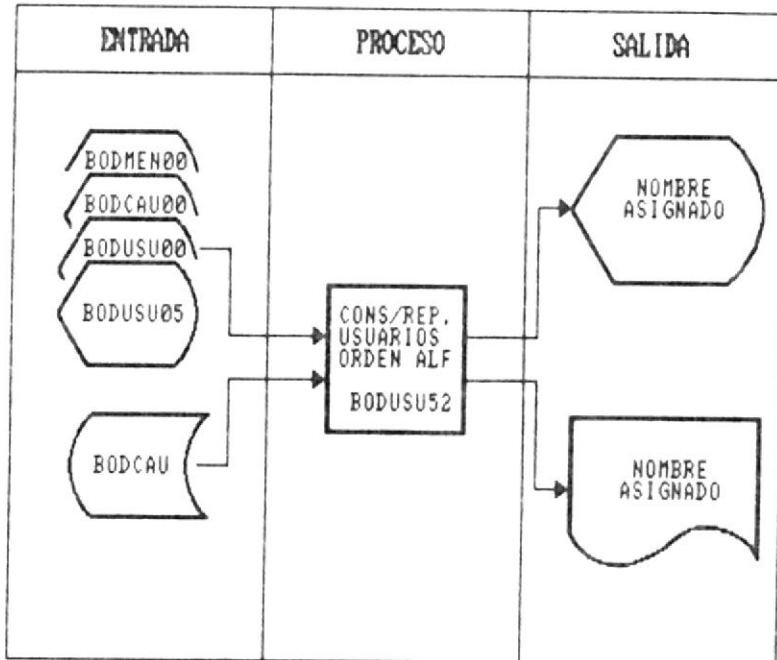 ENTRADA
PROCESO
SALIDA
BODMEN00
BODCAU00
BODUSU00
BODUSU05
BODCAU
CONS/REP.
USUARIOS
ORDEN ALF
BODUSU52
NOMBRE
ASIGNADO
NOMBRE
ASIGNADO